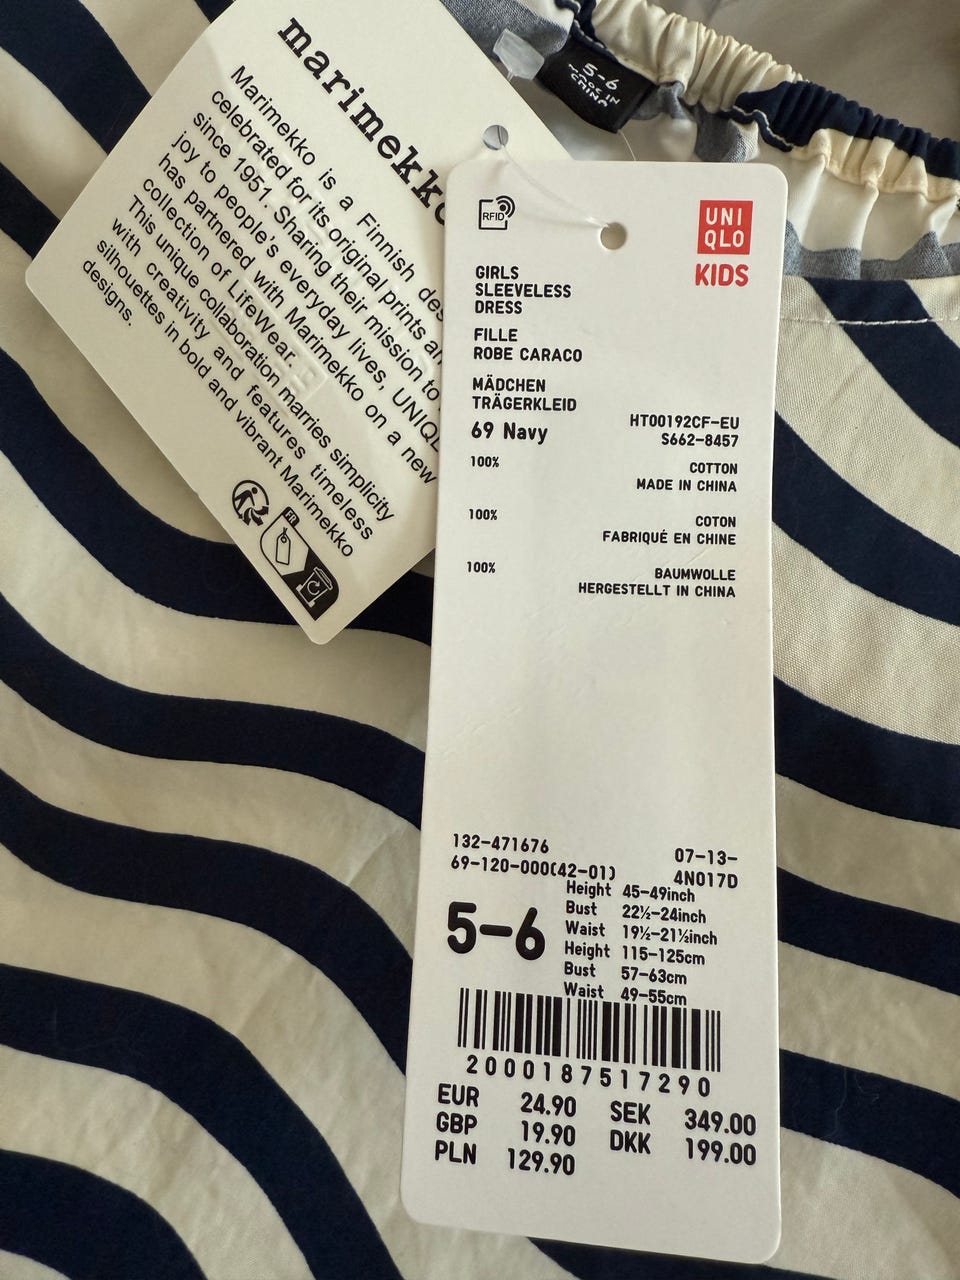 marimekko
Marimekko is a Finnish des
celebrated for its original prints an
since 1951. Sharing their mission to
joy to people's everyday lives, UNIQL
has partnered with Marimekko on a new
collection of LifeWear.
This unique collaboration marries simplicity
with creativity and features timeless
silhouettes in bold and vibrant Marimekko
designs.
FR
5-6
MADE IN
CHINA
RFID
UNI
QLO
KIDS
GIRLS
SLEEVELESS
DRESS
FILLE
ROBE CARACO
MÄDCHEN
TRÄGERKLEID
HT00192CF-EU
69 Navy S662-8457
100% COTTON
MADE IN CHINA
100% COTON
FABRIQUÉ EN CHINE
100% BAUMWOLLE
HERGESTELLT IN CHINA
132-471676 07-13-
69-120-000(42-01) 4N017D
5-6
Height 45-49inch
Bust 22½-24inch
Waist 19½-21½inch
Height 115-125cm
Bust 57-63cm
Waist 49-55cm
2000187517290
EUR 24.90 SEK 349.00
GBP 19.90 DKK 199.00
PLN 129.90